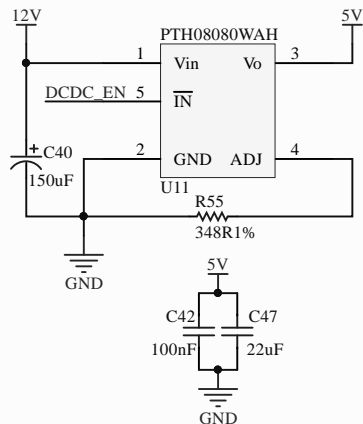 12V
PTH08080WAH
5V
1 Vin Vo 3
DCDC_EN 5 IN
C40
150uF
2 GND ADJ 4
U11
R55
348R1%
GND
5V
C42 C47
100nF 22uF
GND